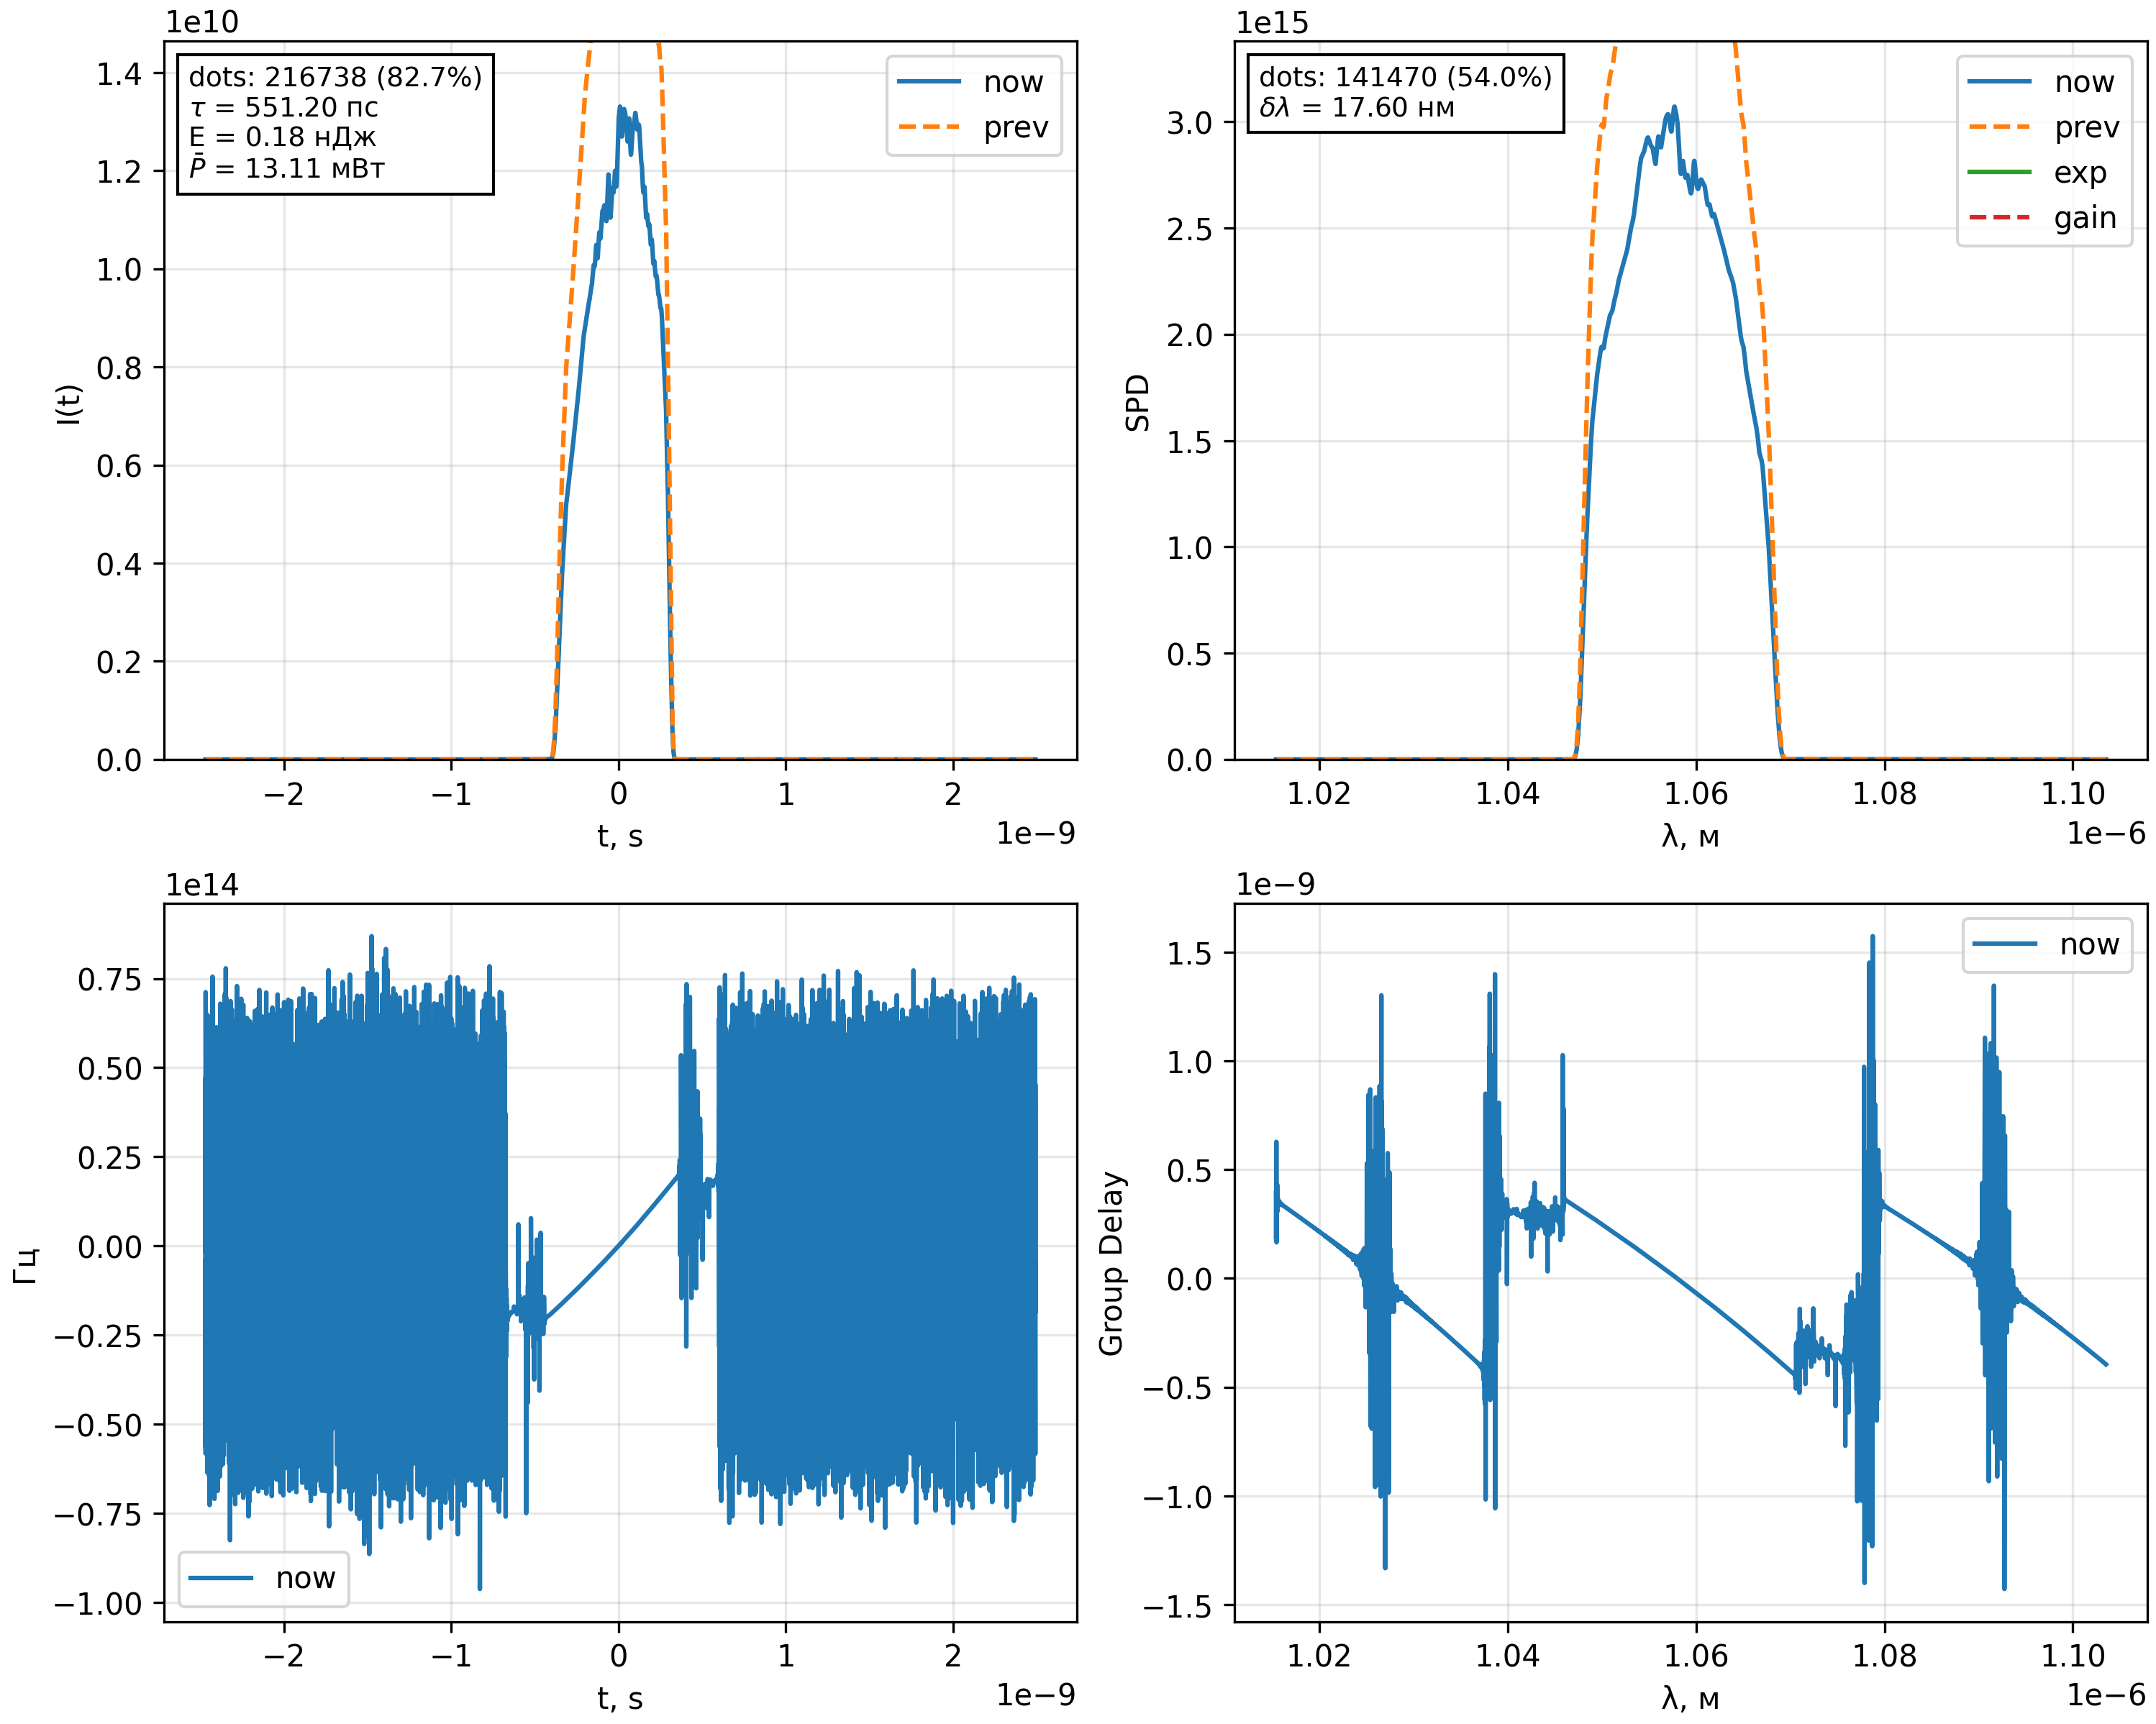 1e10
dots: 216738 (82.7%)
τ = 551.20 пс
E = 0.18 нДж
P̄ = 13.11 мВт
now
prev
1.4
1.2
1.0
0.8
0.6
0.4
0.2
0.0
I(t)
−2
−1
0
1
2
t, s
1e−9
1e15
dots: 141470 (54.0%)
δλ = 17.60 нм
now
prev
exp
gain
3.0
2.5
2.0
1.5
1.0
0.5
0.0
SPD
1.02
1.04
1.06
1.08
1.10
λ, м
1e−6
1e14
0.75
0.50
0.25
0.00
−0.25
−0.50
−0.75
−1.00
Гц
now
−2
−1
0
1
2
t, s
1e−9
1e−9
now
1.5
1.0
0.5
0.0
−0.5
−1.0
−1.5
Group Delay
1.02
1.04
1.06
1.08
1.10
λ, м
1e−6